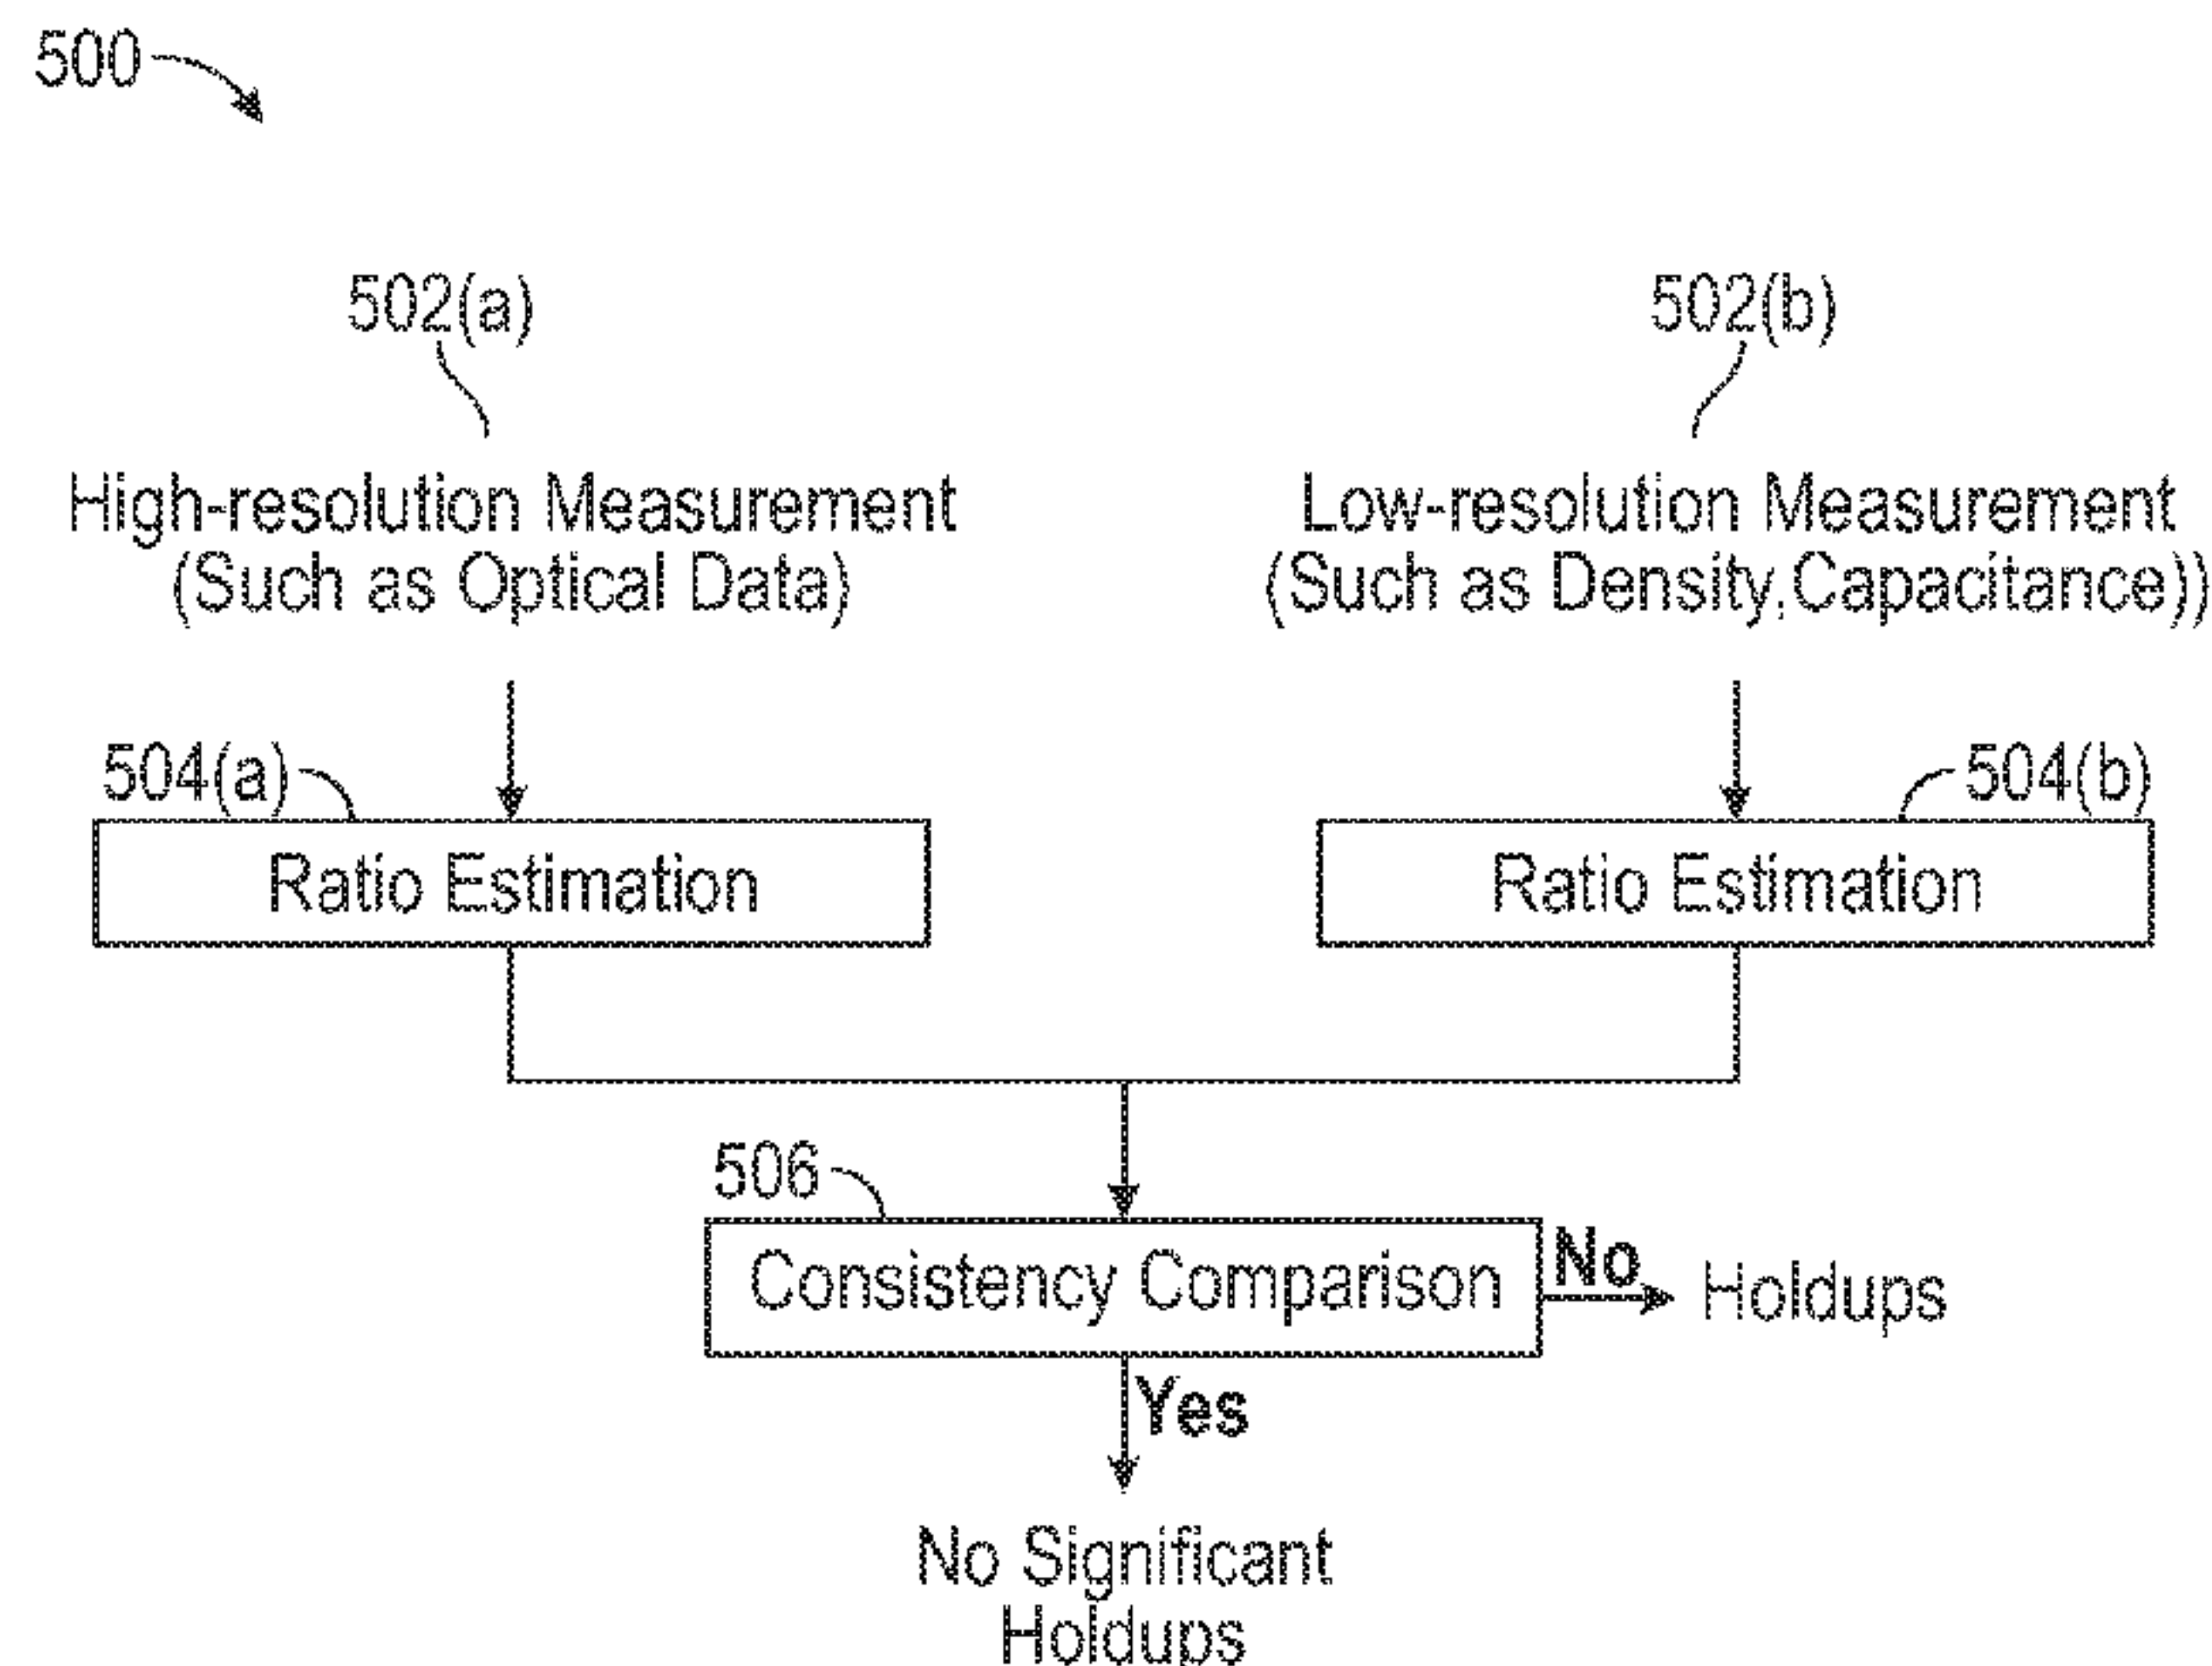 500
502(a)
502(b)
High-resolution Measurement
(Such as Optical Data)
Low-resolution Measurement
(Such as Density,Capacitance))
504(a)
504(b)
Ratio Estimation
Ratio Estimation
506
Consistency Comparison
No
Holdups
Yes
No Significant
Holdups